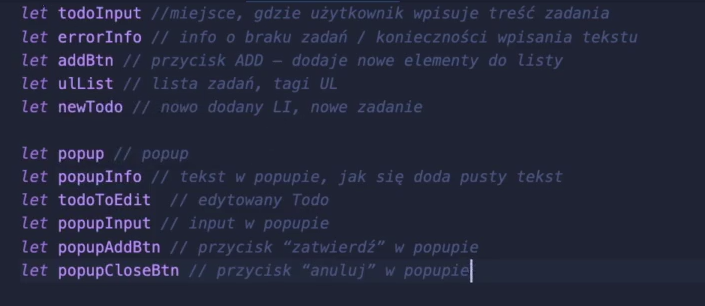 let todoInput //miejsce, gdzie użytkownik wpisuje treść zadania
let errorInfo // info o braku zadań / konieczności wpisania tekstu
let addBtn // przycisk ADD – dodaje nowe elementy do listy
let ulList // lista zadań, tagi UL
let newTodo // nowo dodany LI, nowe zadanie
let popup // popup
let popupInfo // tekst w popupie, jak się doda pusty tekst
let todoToEdit  // edytowany Todo
let popupInput // input w popupie
let popupAddBtn // przycisk “zatwierdź” w popupie
let popupCloseBtn // przycisk “anuluj” w popupie